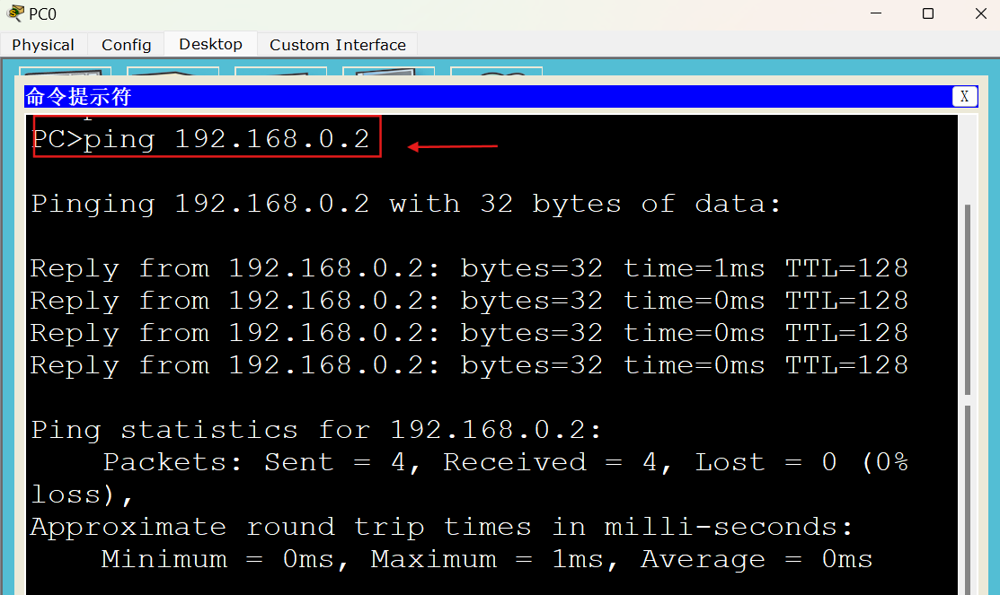 PC0
Physical Config Desktop Custom Interface
命令提示符
X
PC>ping 192.168.0.2
Pinging 192.168.0.2 with 32 bytes of data:
Reply from 192.168.0.2: bytes=32 time=1ms TTL=128
Reply from 192.168.0.2: bytes=32 time=0ms TTL=128
Reply from 192.168.0.2: bytes=32 time=0ms TTL=128
Reply from 192.168.0.2: bytes=32 time=0ms TTL=128
Ping statistics for 192.168.0.2:
Packets: Sent = 4, Received = 4, Lost = 0 (0%
loss),
Approximate round trip times in milli-seconds:
Minimum = 0ms, Maximum = 1ms, Average = 0ms